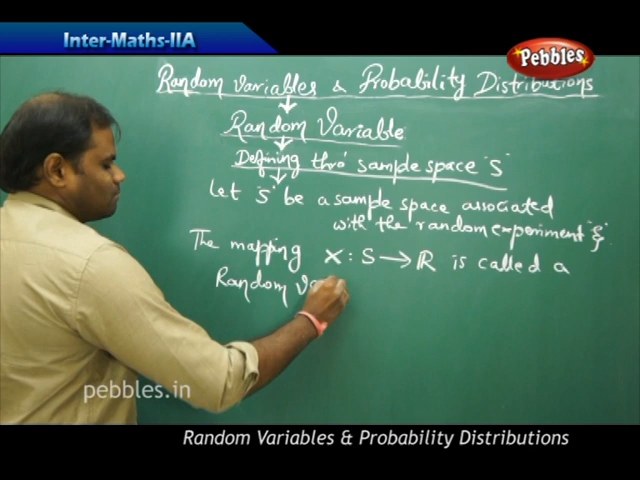 Inter-Maths-IIA
Pebbles
Random Variables & Probability Distributions
Random Variable
Defining thro' sample space 'S'
Let 'S' be a sample space associated
with the random experiment
The mapping X : S → ℝ is called a
Random Va
pebbles.in
Random Variables & Probability Distributions